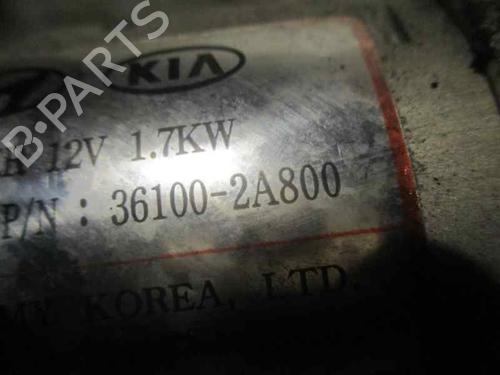 B-PARTS
KIA
12V 1.7KW
P/N : 36100-2A800
KOREA, LTD.